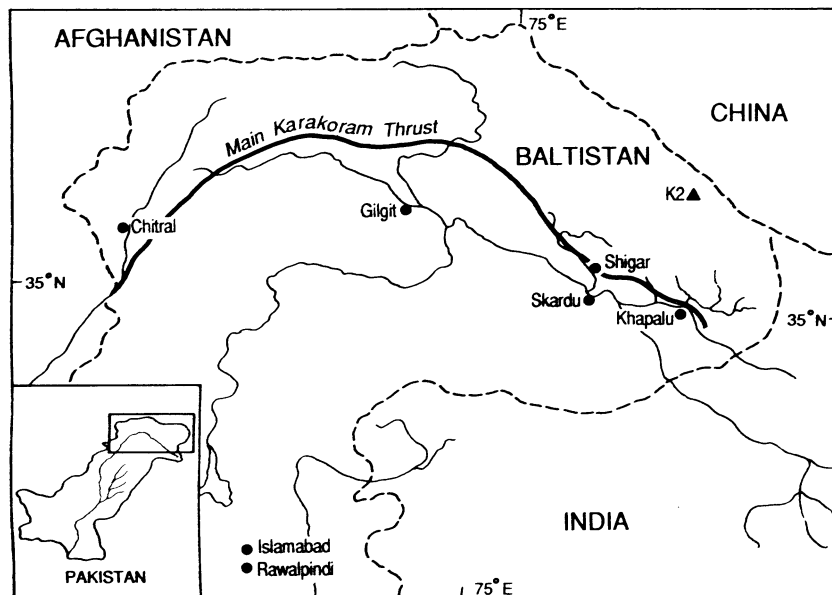 75°E
AFGHANISTAN
CHINA
Main Karakoram Thrust
BALTISTAN
K2
Chitral
Gilgit
Shigar
35°N
Skardu
Khapalu
35°N
INDIA
Islamabad
Rawalpindi
PAKISTAN
75°E